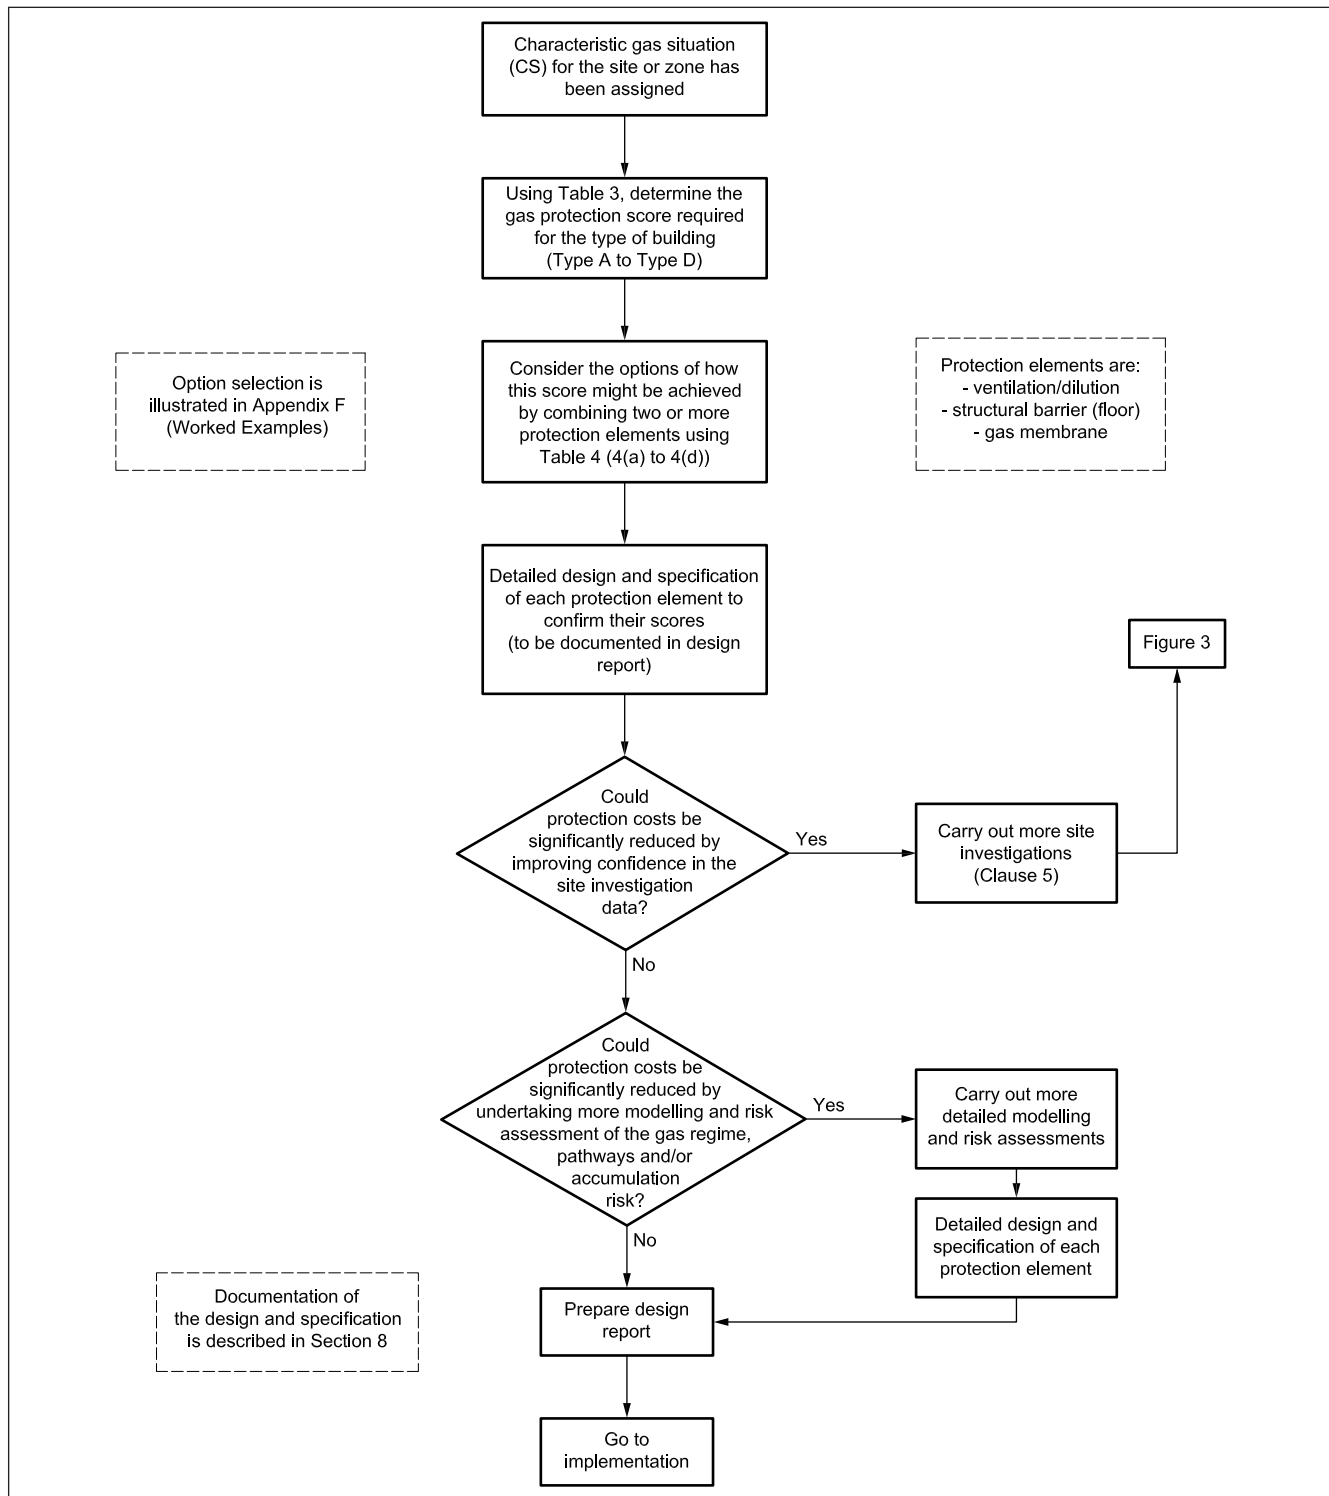 Characteristic gas situation
(CS) for the site or zone has
been assigned
Using Table 3, determine the
gas protection score required
for the type of building
(Type A to Type D)
Option selection is
illustrated in Appendix F
(Worked Examples)
Consider the options of how
this score might be achieved
by combining two or more
protection elements using
Table 4 (4(a) to 4(d))
Protection elements are:
- ventilation/dilution
- structural barrier (floor)
- gas membrane
Detailed design and specification
of each protection element to
confirm their scores
(to be documented in design
report)
Figure 3
Could
protection costs be
significantly reduced by
improving confidence in the
site investigation
data?
Yes
Carry out more site
investigations
(Clause 5)
No
Could
protection costs be
significantly reduced by
undertaking more modelling and risk
assessment of the gas regime,
pathways and/or
accumulation
risk?
Yes
Carry out more
detailed modelling
and risk assessments
Detailed design and
specification of each
protection element
No
Documentation of
the design and specification
is described in Section 8
Prepare design
report
Go to
implementation